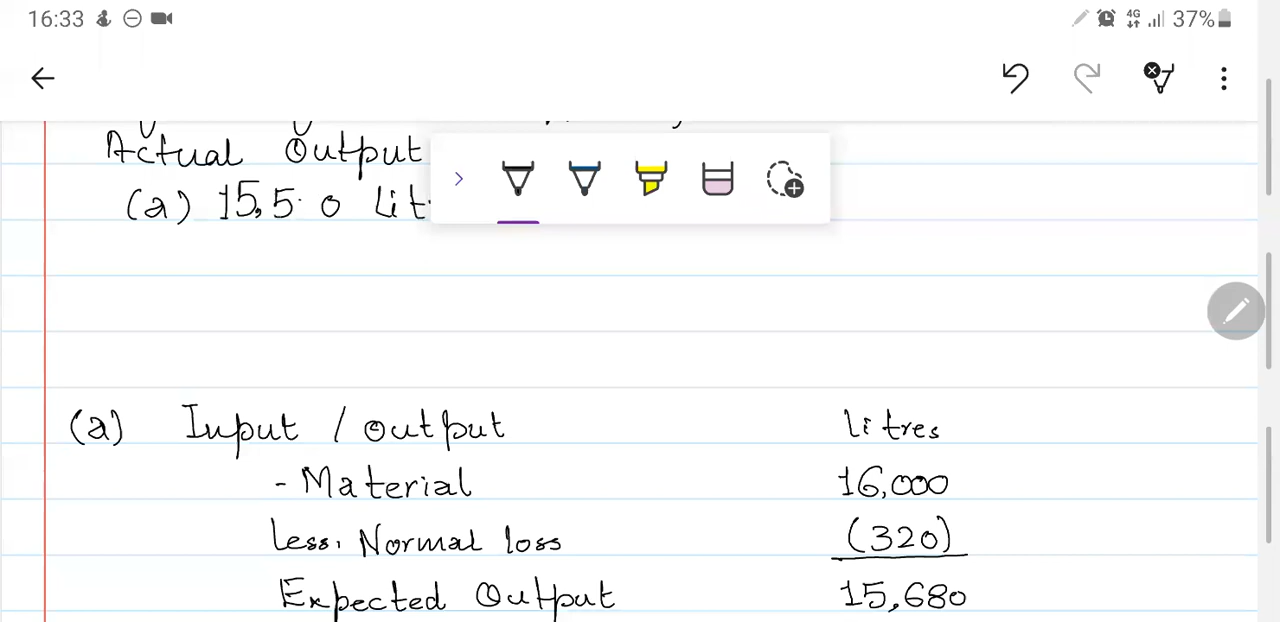 16:33 4G 37%
Actual Output
(a) 15,5 0 Lit
(a) Input / output litres
- Material 16,000
Less. Normal loss (320)
Expected Output 15,680